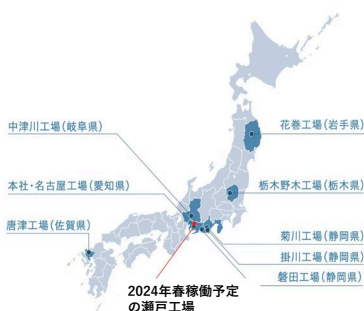 中津川工場(岐阜県)
花巻工場(岩手県)
本社・名古屋工場(愛知県)
栃木野木工場(栃木県)
唐津工場(佐賀県)
菊川工場(静岡県)
掛川工場(静岡県)
磐田工場(静岡県)
2024年春稼働予定
の瀬戸工場